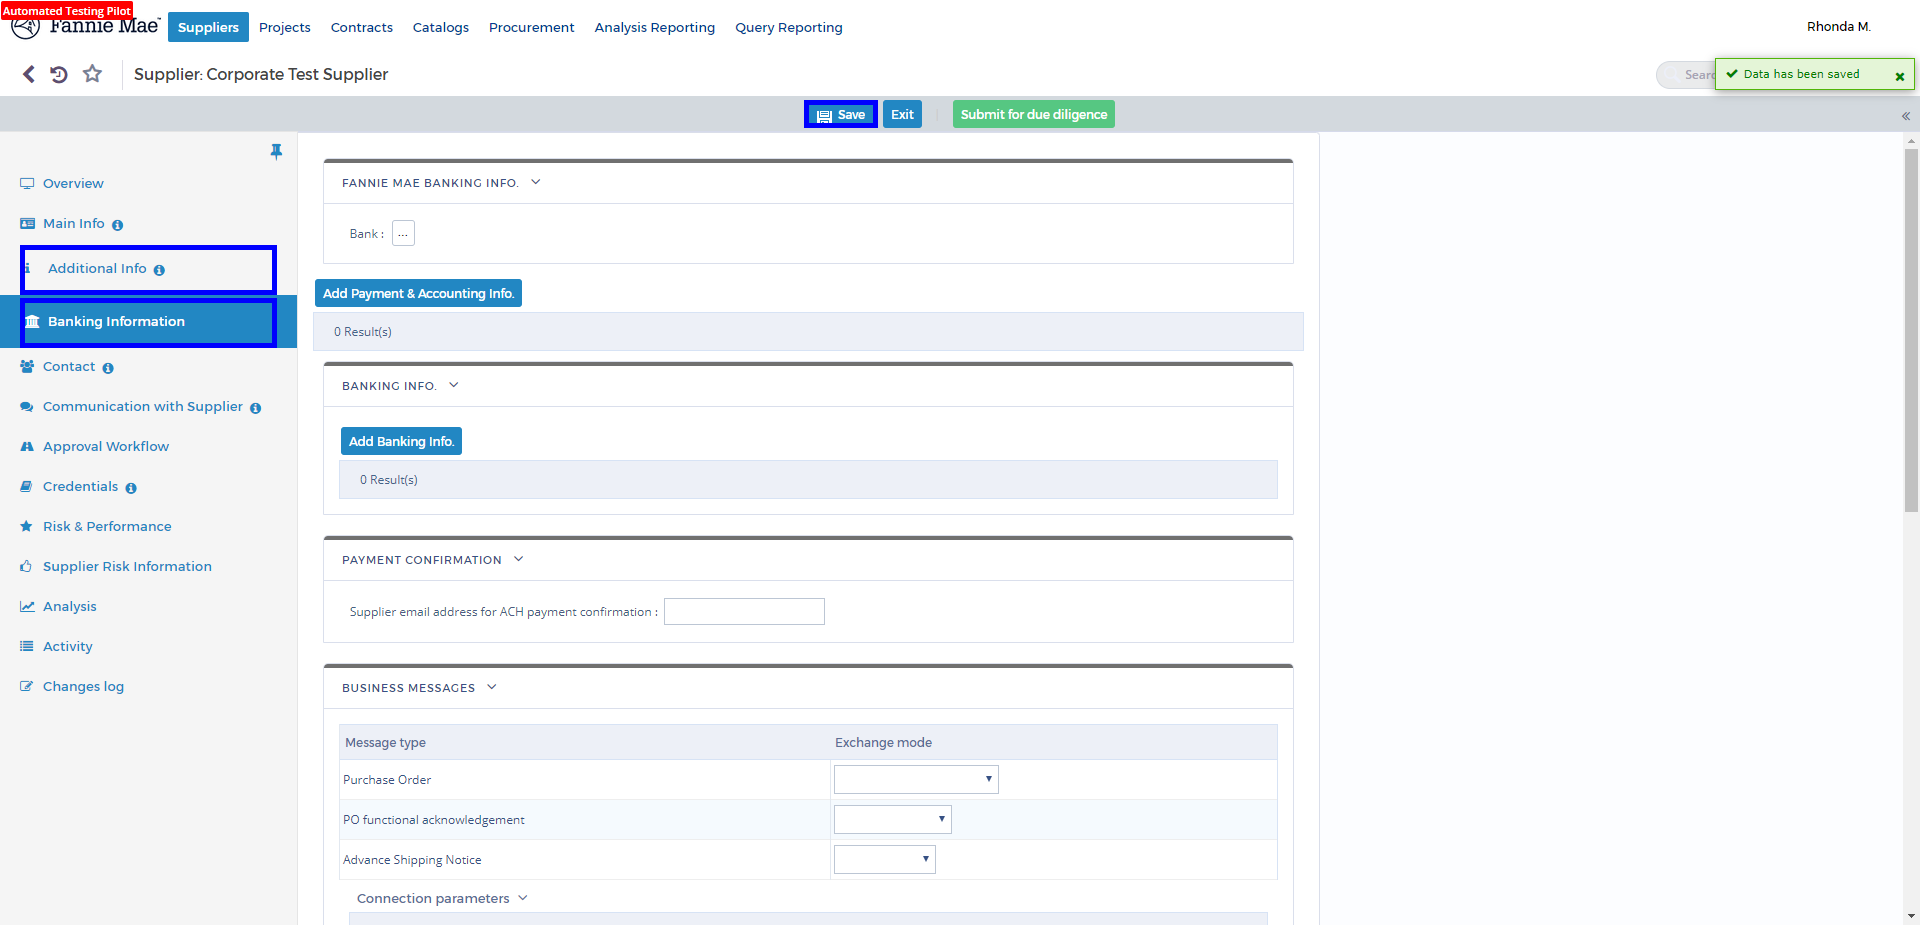 Automated Testing Pilot
Fannie Mae
Suppliers Projects Contracts Catalogs Procurement Analysis Reporting Query Reporting
Rhonda M.
Supplier: Corporate Test Supplier
Data has been saved
Save Exit Submit for due diligence
Overview
Main Info
Additional Info
Banking Information
Contact
Communication with Supplier
Approval Workflow
Credentials
Risk & Performance
Supplier Risk Information
Analysis
Activity
Changes log
FANNIE MAE BANKING INFO.
Bank : ...
Add Payment & Accounting Info.
0 Result(s)
BANKING INFO.
Add Banking Info.
0 Result(s)
PAYMENT CONFIRMATION
Supplier email address for ACH payment confirmation :
BUSINESS MESSAGES
Message type Exchange mode
Purchase Order
PO functional acknowledgement
Advance Shipping Notice
Connection parameters